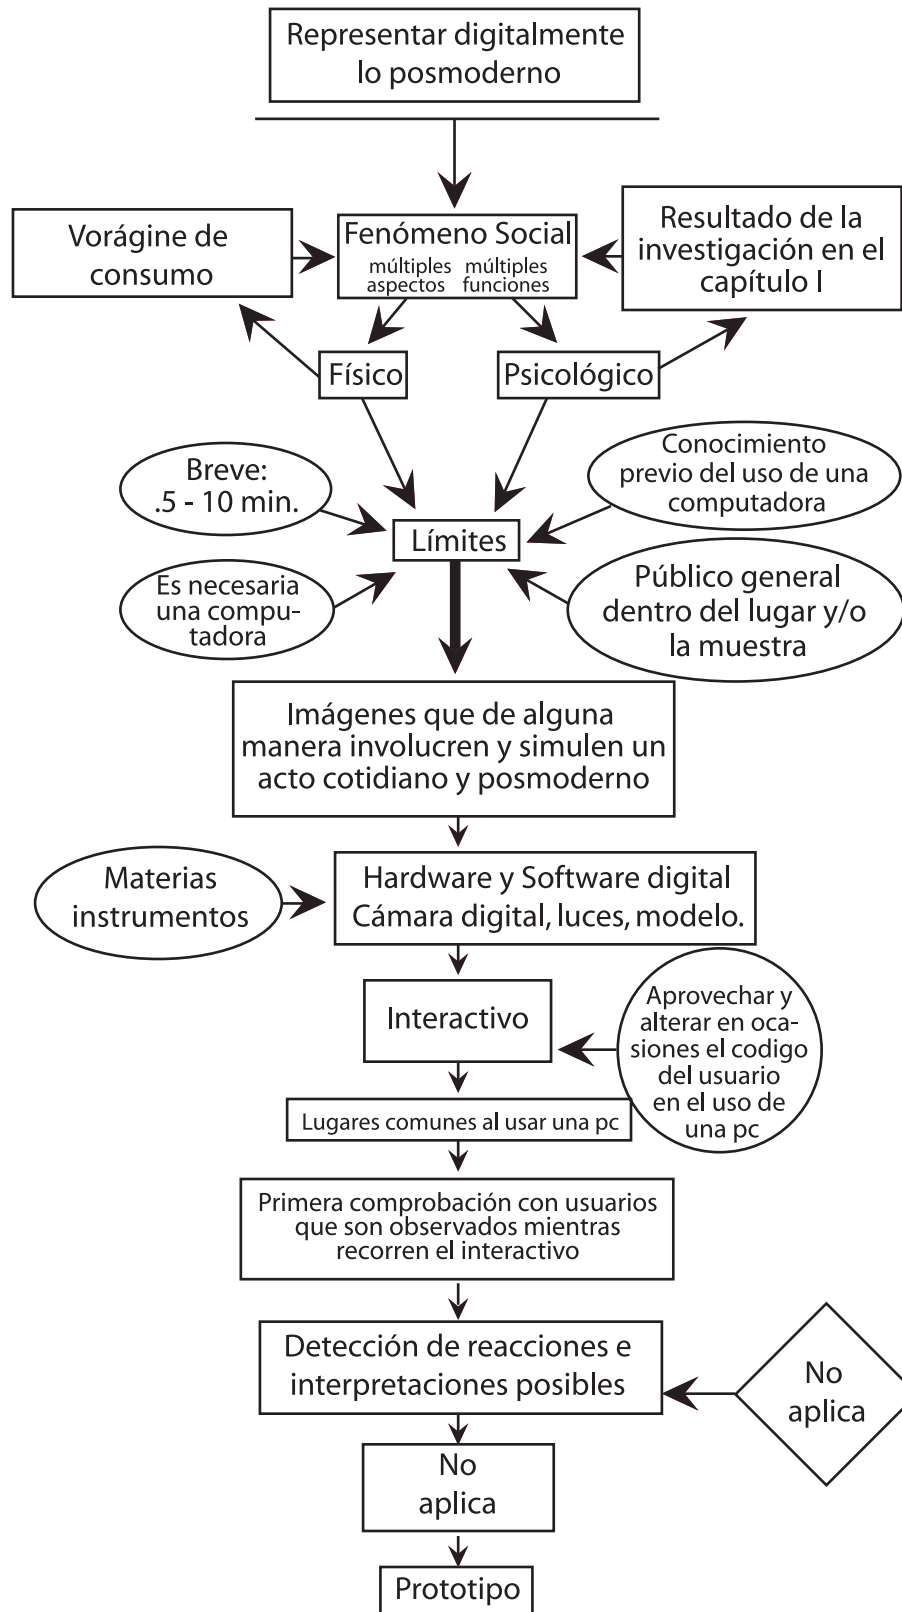 Representar digitalmente
lo posmoderno
Vorágine de
consumo
Fenómeno Social
múltiples múltiples
aspectos funciones
Resultado de la
investigación en el
capítulo I
Físico
Psicológico
Breve:
.5 - 10 min.
Conocimiento
previo del uso de una
computadora
Límites
Es necesaria
una compu-
tadora
Público general
dentro del lugar y/o
la muestra
Imágenes que de alguna
manera involucren y simulen un
acto cotidiano y posmoderno
Materias
instrumentos
Hardware y Software digital
Cámara digital, luces, modelo.
Interactivo
Aprovechar y
alterar en oca-
siones el codigo
del usuario
en el uso de
una pc
Lugares comunes al usar una pc
Primera comprobación con usuarios
que son observados mientras
recorren el interactivo
Detección de reacciones e
interpretaciones posibles
No
aplica
No
aplica
Prototipo